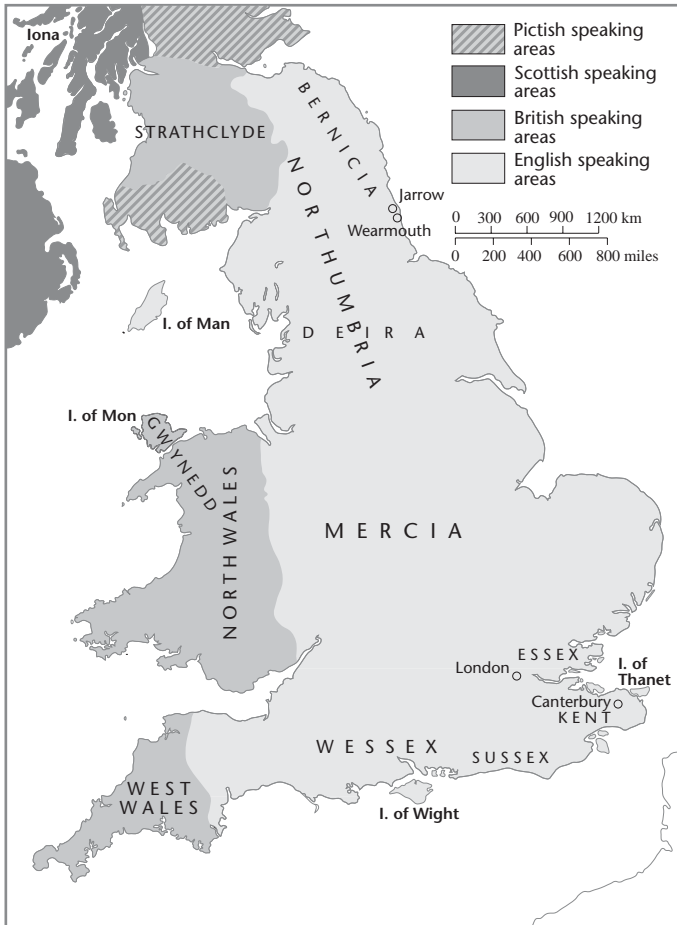 Iona
Pictish speaking
areas
Scottish speaking
areas
British speaking
areas
English speaking
areas
STRATHCLYDE
BERNICIA
NORTHUMBRIA
Jarrow
Wearmouth
0 300 600 900 1200 km
0 200 400 600 800 miles
I. of Man
DEIRA
I. of Mon
GWYNEDD
NORTH WALES
MERCIA
ESSEX
London
I. of
Thanet
Canterbury
KENT
WESSEX
SUSSEX
WEST
WALES
I. of Wight